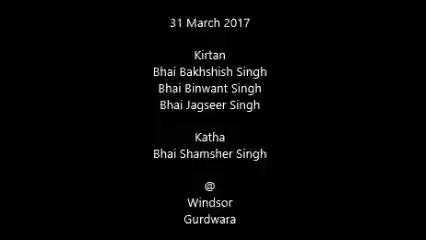 31 March 2017
Kirtan
Bhai Bakhshish Singh
Bhai Binwant Singh
Bhai Jagseer Singh
Katha
Bhai Shamsher Singh
@
Windsor
Gurdwara